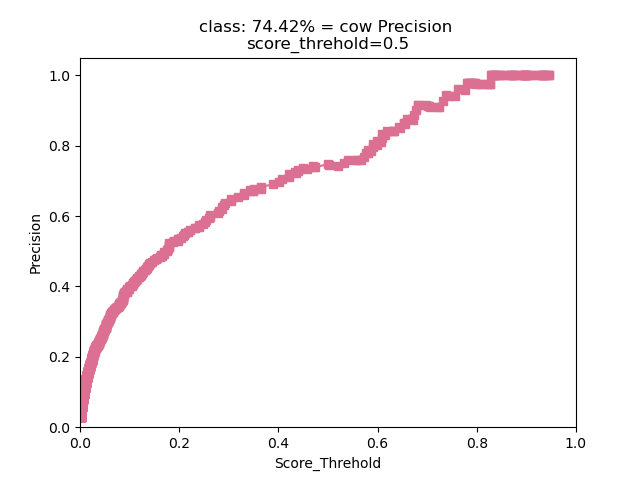 class: 74.42% = cow Precision
score_threhold=0.5
1.0
0.8
0.6
0.4
0.2
0.0
Precision
0.0 0.2 0.4 0.6 0.8 1.0
Score_Threhold